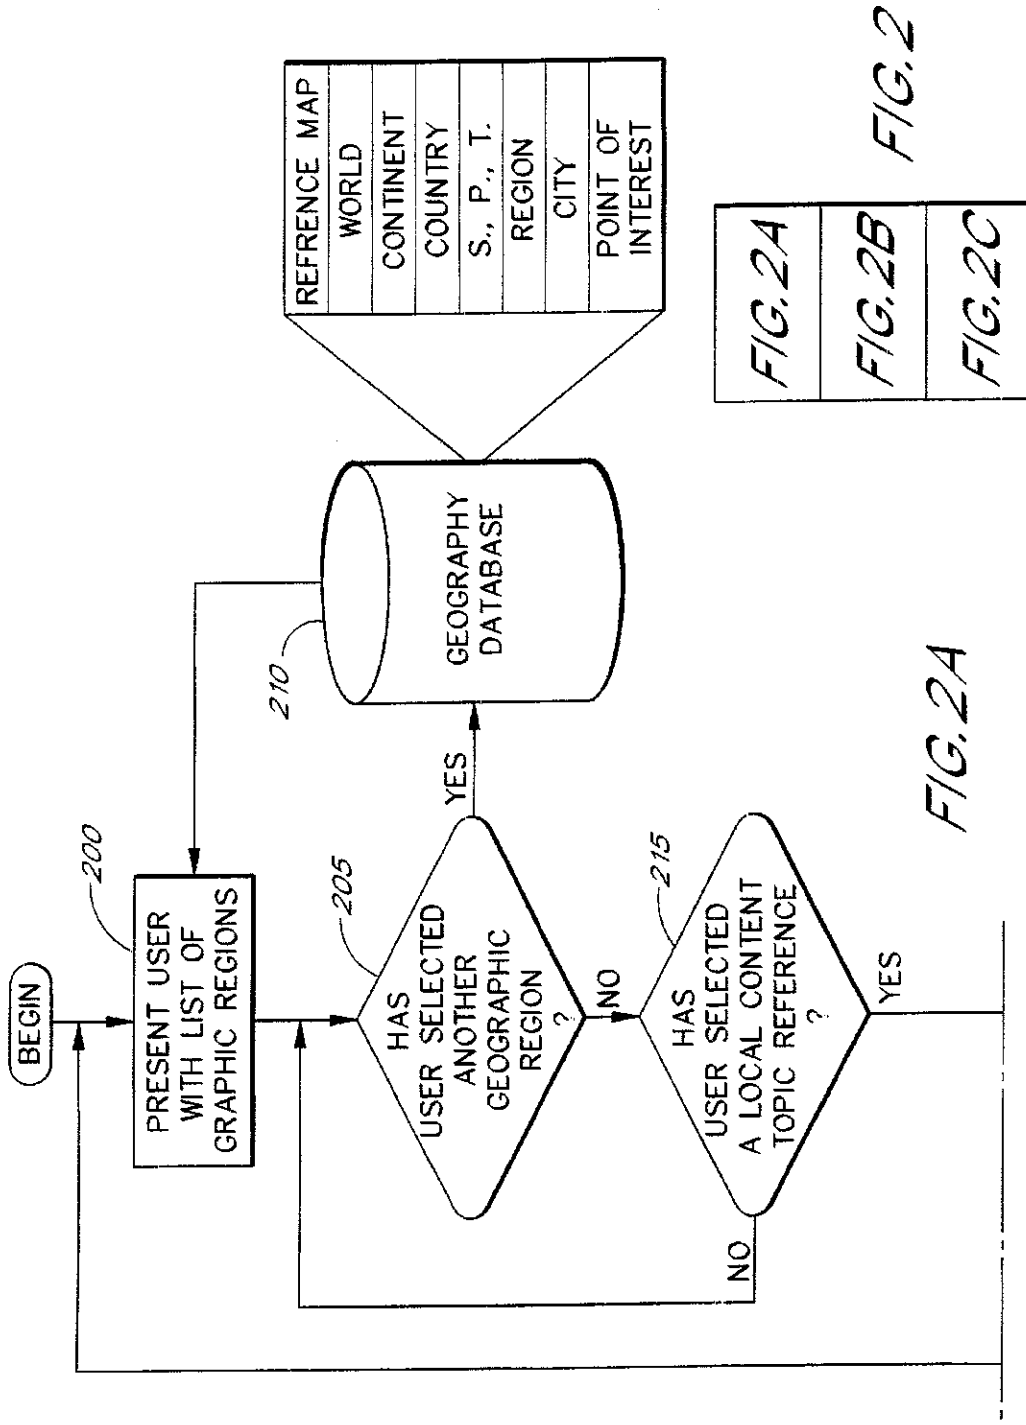 BEGIN
200
PRESENT USER
WITH LIST OF
GRAPHIC REGIONS
205
HAS
USER SELECTED
ANOTHER
GEOGRAPHIC
REGION
?
YES
NO
210
GEOGRAPHY
DATABASE
REFRENCE MAP
WORLD
CONTINENT
COUNTRY
S., P., T.
REGION
CITY
POINT OF
INTEREST
215
HAS
USER SELECTED
A LOCAL CONTENT
TOPIC REFERENCE
?
NO
YES
FIG. 2A
FIG. 2A
FIG. 2B
FIG. 2C
FIG. 2